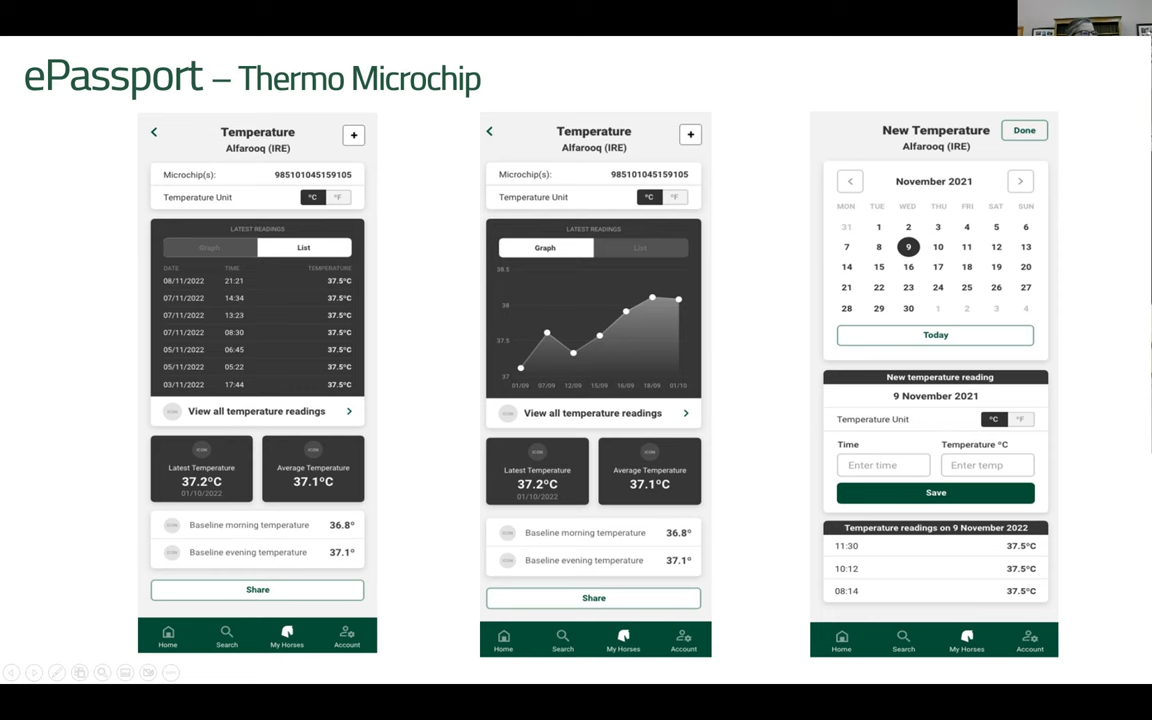 ePassport – Thermo Microchip
Temperature
+
Alfarooq (IRE)
Microchip(s): 985101045159105
Temperature Unit °C °F
LATEST READINGS
Graph List
DATE TIME TEMPERATURE
08/11/2022 21:21 37.5°C
07/11/2022 14:34 37.5°C
07/11/2022 13:23 37.5°C
07/11/2022 08:30 37.5°C
05/11/2022 06:45 37.5°C
05/11/2022 05:22 37.5°C
03/11/2022 17:44 37.5°C
ICON View all temperature readings
ICON ICON
Latest Temperature Average Temperature
37.2°C 37.1°C
01/10/2022
ICON Baseline morning temperature 36.8°
ICON Baseline evening temperature 37.1°
Share
Home Search My Horses Account
Temperature
+
Alfarooq (IRE)
Microchip(s): 985101045159105
Temperature Unit °C °F
LATEST READINGS
Graph List
38.5
38
37.5
37
01/09 07/09 12/09 15/09 16/09 18/09 01/10
ICON View all temperature readings
ICON ICON
Latest Temperature Average Temperature
37.2°C 37.1°C
01/10/2022
ICON Baseline morning temperature 36.8°
ICON Baseline evening temperature 37.1°
Share
Home Search My Horses Account
New Temperature Done
Alfarooq (IRE)
November 2021
MON TUE WED THU FRI SAT SUN
31 1 2 3 4 5 6
7 8 9 10 11 12 13
14 15 16 17 18 19 20
21 22 23 24 25 26 27
28 29 30 1 2 3 4
Today
New temperature reading
9 November 2021
Temperature Unit °C °F
Time Temperature °C
Enter time Enter temp
Save
Temperature readings on 9 November 2022
11:30 37.5°C
10:12 37.5°C
08:14 37.5°C
Home Search My Horses Account